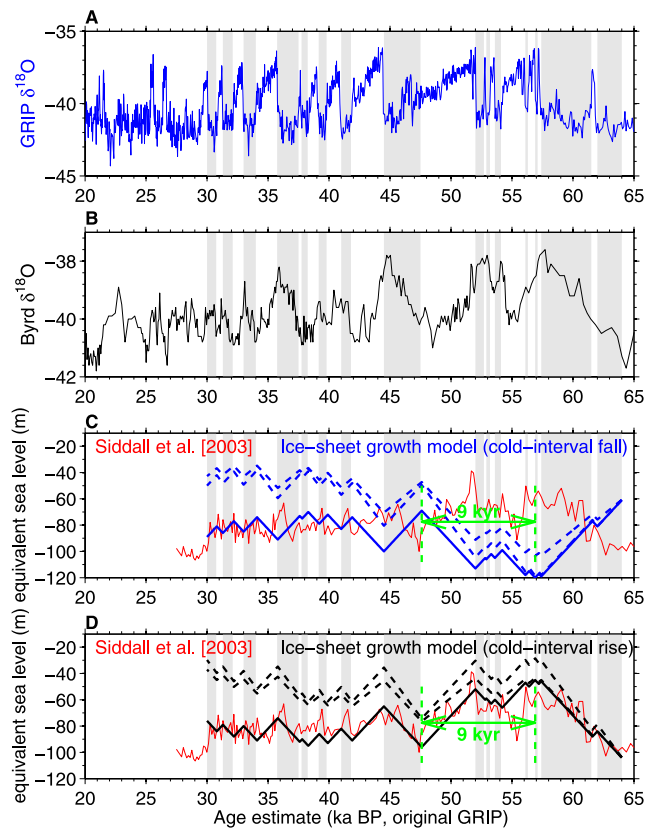 A
−35
−40
−45
GRIP δ18O
20 25 30 35 40 45 50 55 60 65
B
−38
−40
−42
Byrd δ18O
20 25 30 35 40 45 50 55 60 65
C
Siddall et al. [2003] Ice−sheet growth model (cold−interval fall)
−20
−40
−60
−80
−100
−120
equivalent sea level (m)
9 kyr
20 25 30 35 40 45 50 55 60 65
D
Siddall et al. [2003] Ice−sheet growth model (cold−interval rise)
−20
−40
−60
−80
−100
−120
equivalent sea level (m)
9 kyr
20 25 30 35 40 45 50 55 60 65
Age estimate (ka BP, original GRIP)